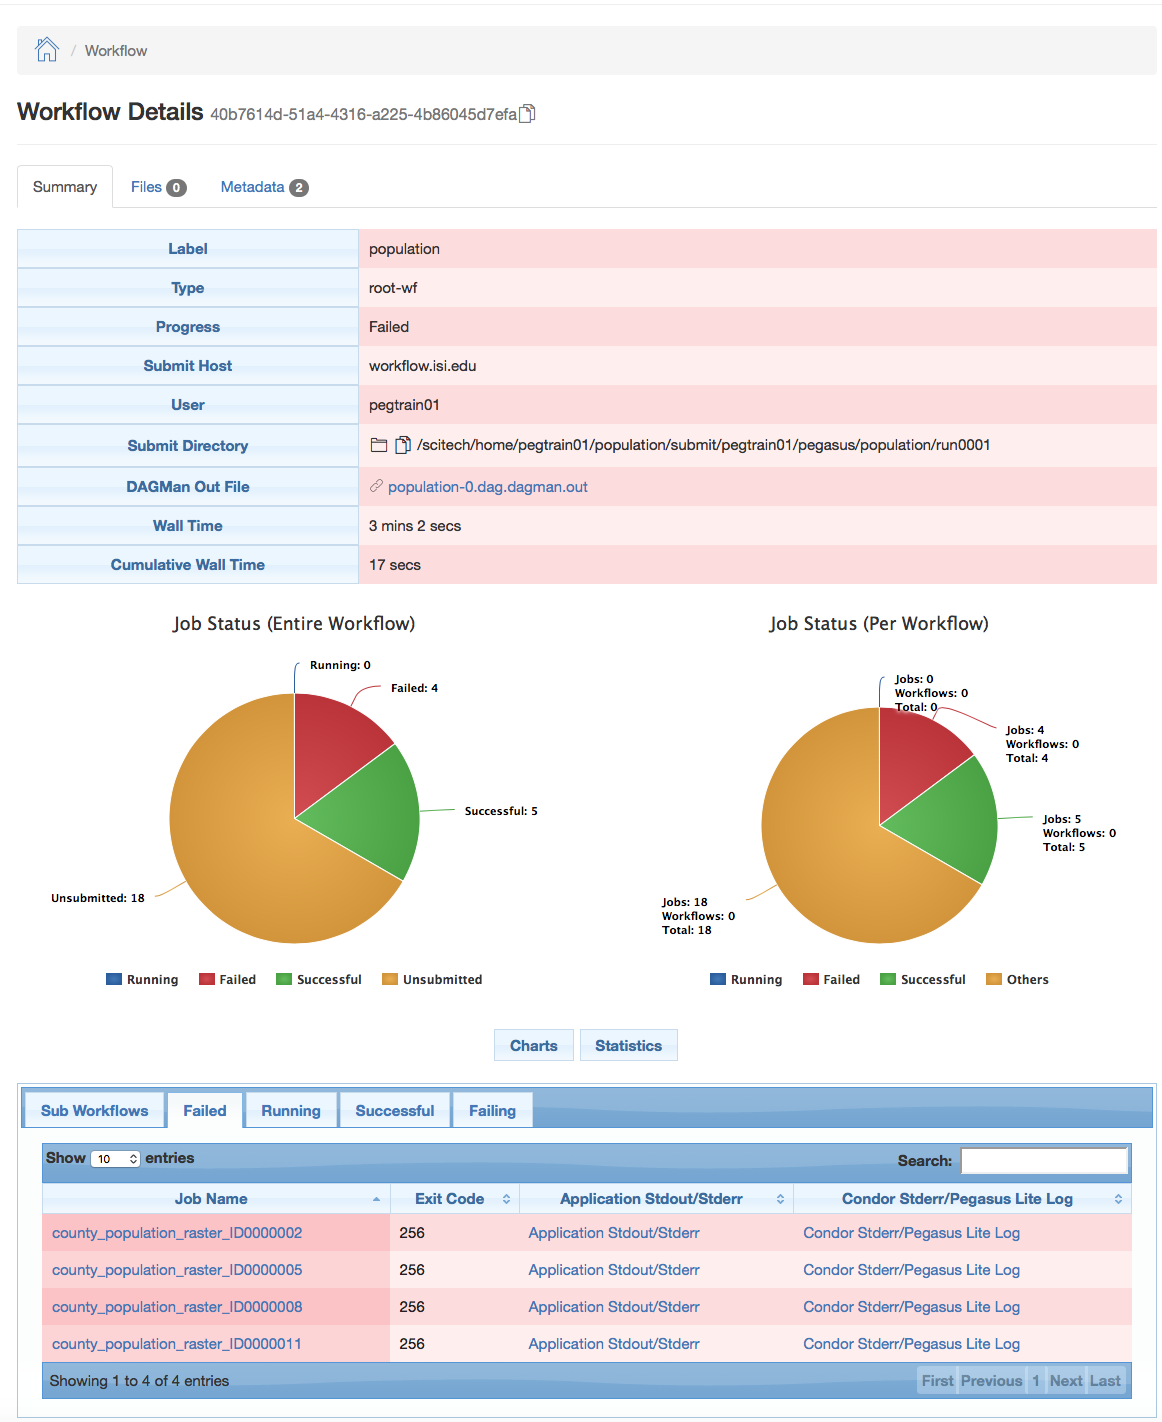 / Workflow
Workflow Details 40b7614d-51a4-4316-a225-4b86045d7efa
Summary Files 0 Metadata 2
Label population
Type root-wf
Progress Failed
Submit Host workflow.isi.edu
User pegtrain01
Submit Directory /scitech/home/pegtrain01/population/submit/pegtrain01/pegasus/population/run0001
DAGMan Out File population-0.dag.dagman.out
Wall Time 3 mins 2 secs
Cumulative Wall Time 17 secs
Job Status (Entire Workflow)
Running: 0
Failed: 4
Successful: 5
Unsubmitted: 18
Running Failed Successful Unsubmitted
Job Status (Per Workflow)
Jobs: 0
Workflows: 0
Total: 0
Jobs: 4
Workflows: 0
Total: 4
Jobs: 5
Workflows: 0
Total: 5
Jobs: 18
Workflows: 0
Total: 18
Running Failed Successful Others
Charts Statistics
Sub Workflows Failed Running Successful Failing
Show 10 entries Search:
Job Name Exit Code Application Stdout/Stderr Condor Stderr/Pegasus Lite Log
county_population_raster_ID0000002 256 Application Stdout/Stderr Condor Stderr/Pegasus Lite Log
county_population_raster_ID0000005 256 Application Stdout/Stderr Condor Stderr/Pegasus Lite Log
county_population_raster_ID0000008 256 Application Stdout/Stderr Condor Stderr/Pegasus Lite Log
county_population_raster_ID0000011 256 Application Stdout/Stderr Condor Stderr/Pegasus Lite Log
Showing 1 to 4 of 4 entries First Previous 1 Next Last